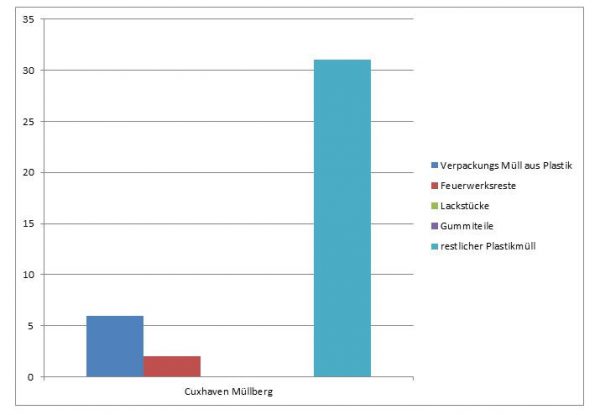 35
30
25
20
15
10
5
0
Cuxhaven Müllberg
Verpackungs Müll aus Plastik
Feuerwerksreste
Lackstücke
Gummiteile
restlicher Plastikmüll